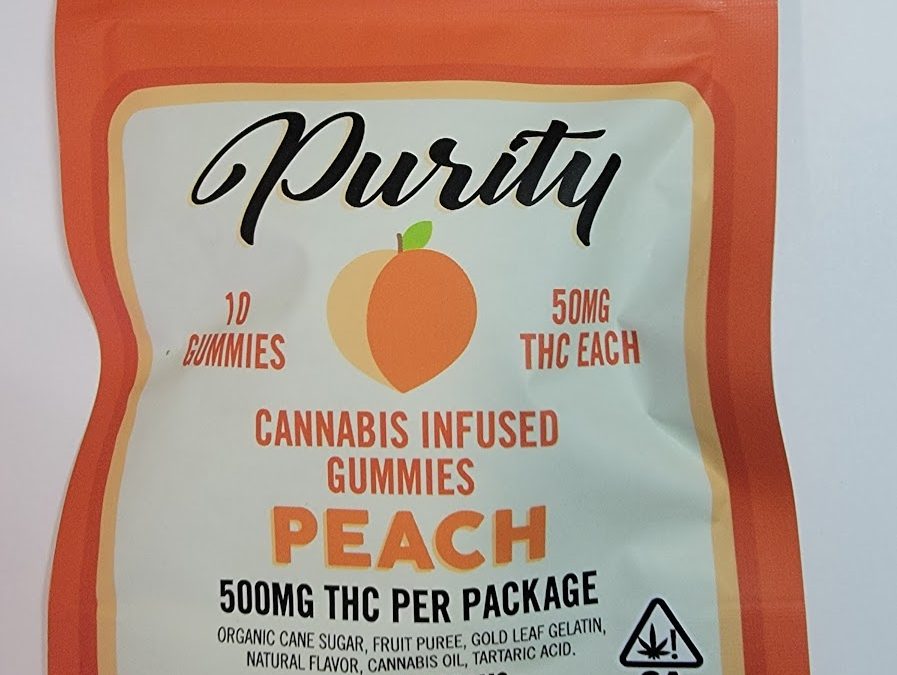 Purity
10
GUMMIES
50MG
THC EACH
CANNABIS INFUSED
GUMMIES
PEACH
500MG THC PER PACKAGE
ORGANIC CANE SUGAR, FRUIT PUREE, GOLD LEAF GELATIN,
NATURAL FLAVOR, CANNABIS OIL, TARTARIC ACID.
!